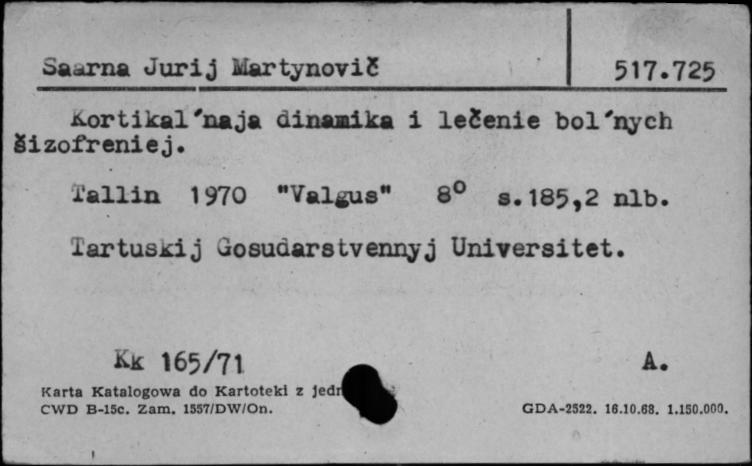 Saarna Jurij Martynovič 517.725
Kortikal'naja dinamika i lečenie bol'nych
šizofreniej.
Tallin 1970 "Valgus" 8° s.185,2 nlb.
Tartuskij Gosudarstvennyj Universitet.
Kk 165/71 A.
Karta Katalogowa do Kartoteki z
CWD B-15c. Zam. 1557/DW/On. GDA-2522. 16.10.68. 1.150.000.